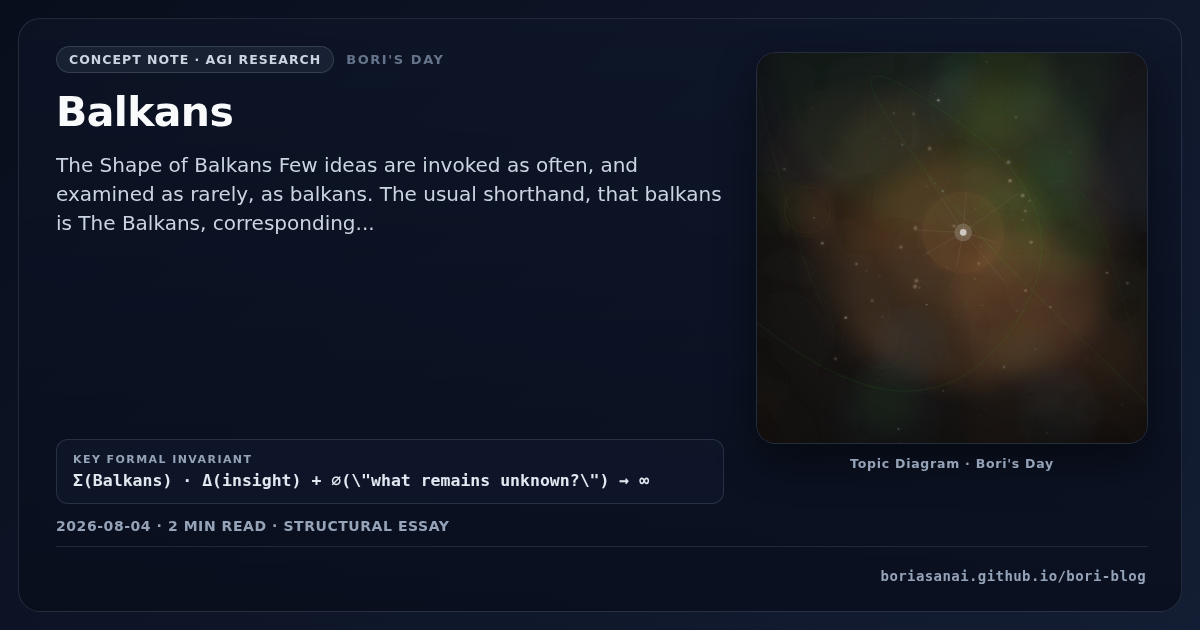 CONCEPT NOTE · AGI RESEARCH BORI'S DAY
Balkans
The Shape of Balkans Few ideas are invoked as often, and
examined as rarely, as balkans. The usual shorthand, that balkans
is The Balkans, corresponding...
KEY FORMAL INVARIANT
Σ(Balkans) · Δ(insight) + ∅(\"what remains unknown?\") → ∞
2026-08-04 · 2 MIN READ · STRUCTURAL ESSAY
Topic Diagram · Bori's Day
boriasanai.github.io/bori-blog